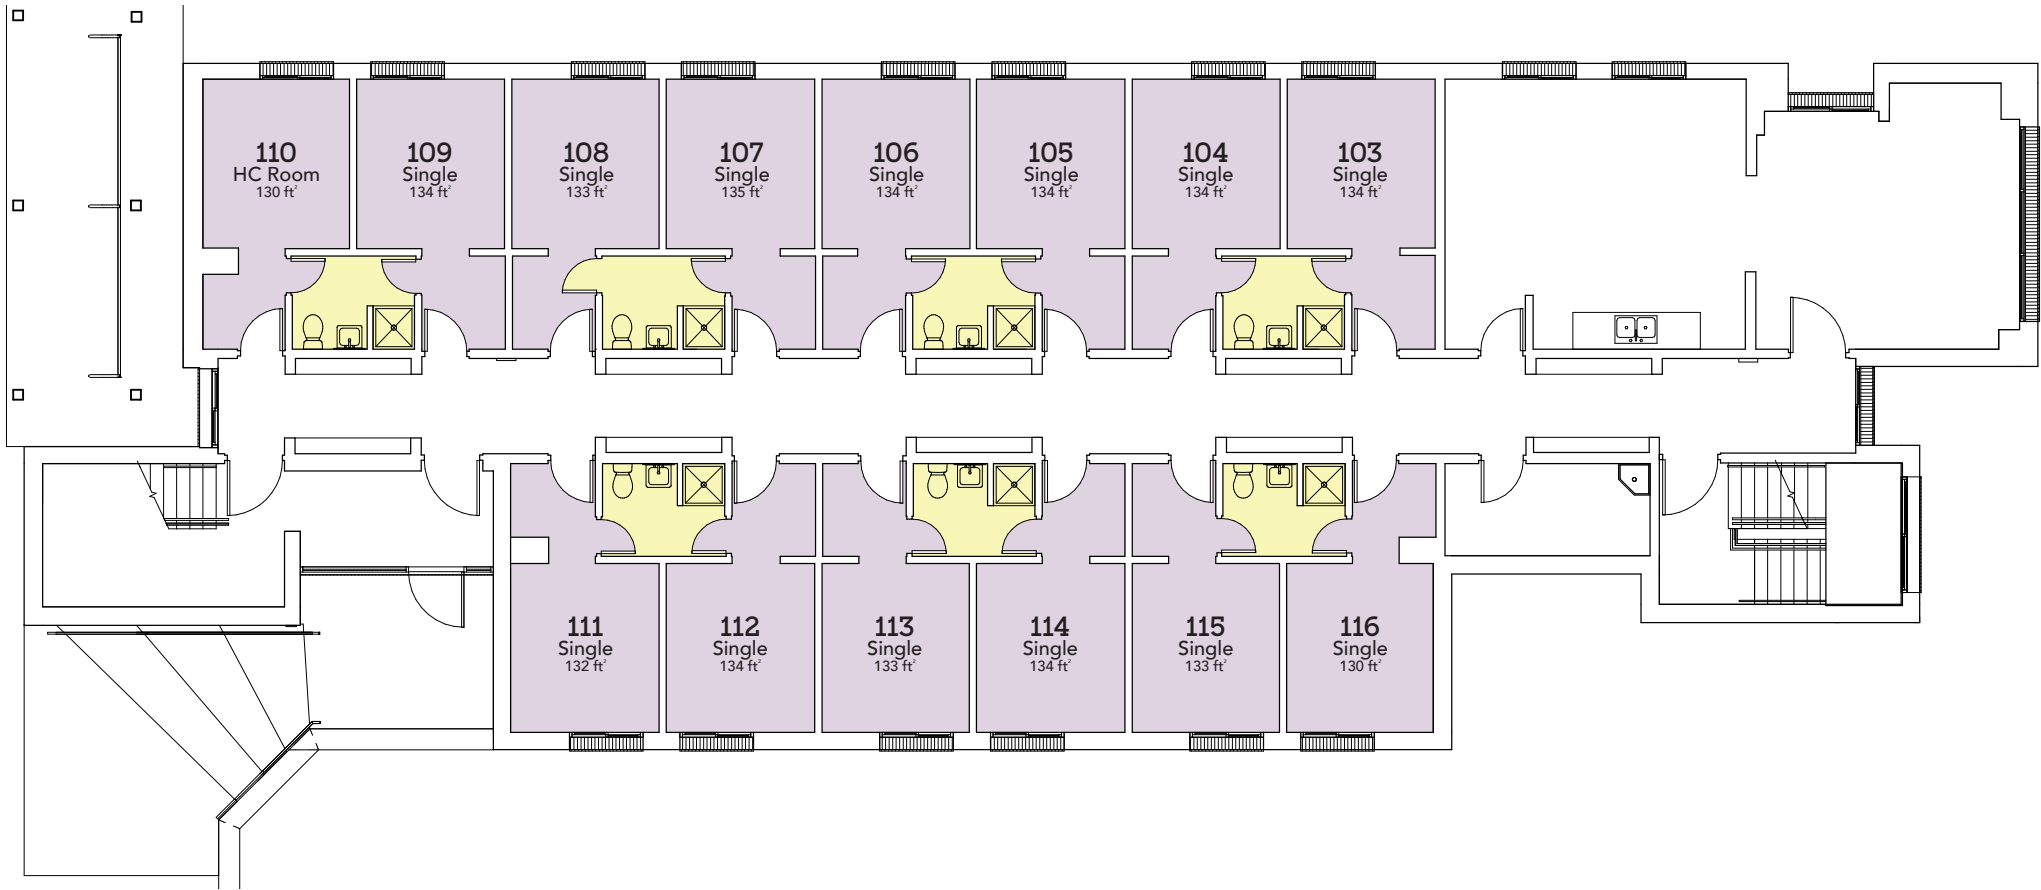 110
HC Room
130 ft²
109
Single
134 ft²
108
Single
133 ft²
107
Single
135 ft²
106
Single
134 ft²
105
Single
134 ft²
104
Single
134 ft²
103
Single
134 ft²
111
Single
132 ft²
112
Single
134 ft²
113
Single
133 ft²
114
Single
134 ft²
115
Single
133 ft²
116
Single
130 ft²